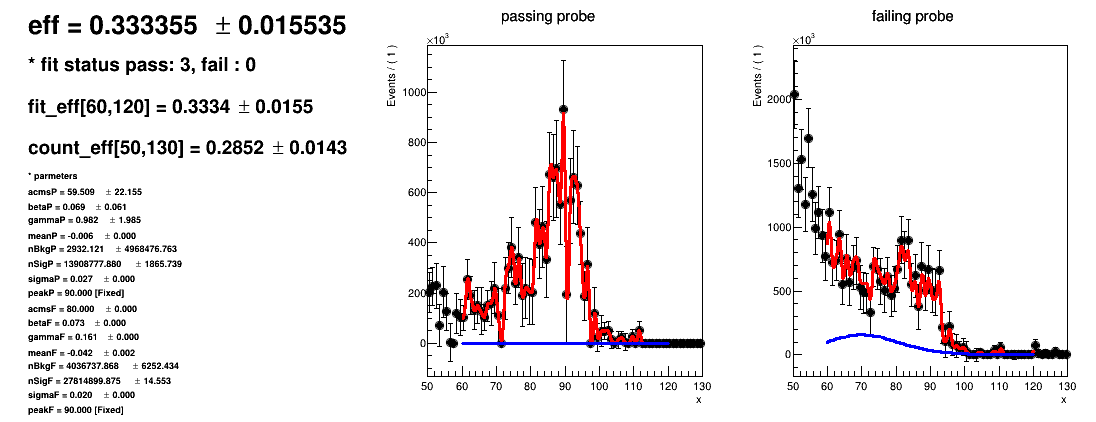 eff = 0.333355 ± 0.015535
* fit status pass: 3, fail : 0
fit_eff[60,120] = 0.3334 ± 0.0155
count_eff[50,130] = 0.2852 ± 0.0143
* parmeters
acmsP = 59.509 ± 22.155
betaP = 0.069 ± 0.061
gammaP = 0.982 ± 1.985
meanP = -0.006 ± 0.000
nBkgP = 2932.121 ± 4968476.763
nSigP = 13908777.880 ± 1865.739
sigmaP = 0.027 ± 0.000
peakP = 90.000 [Fixed]
acmsF = 80.000 ± 0.000
betaF = 0.073 ± 0.000
gammaF = 0.161 ± 0.000
meanF = -0.042 ± 0.002
nBkgF = 4036737.868 ± 6252.434
nSigF = 27814899.875 ± 14.553
sigmaF = 0.020 ± 0.000
peakF = 90.000 [Fixed]
passing probe
×10³
Events / ( 1 )
1000
800
600
400
200
0
50 60 70 80 90 100 110 120 130
x
failing probe
×10³
Events / ( 1 )
2000
1500
1000
500
0
50 60 70 80 90 100 110 120 130
x